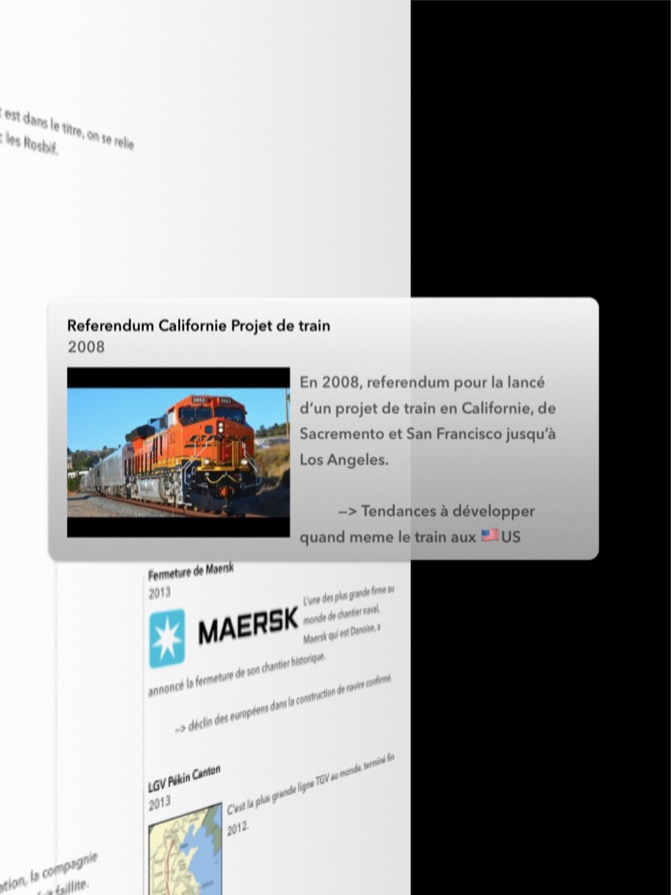 est dans le titre, on se relie
les Rosbif.
Referendum Californie Projet de train
2008
En 2008, referendum pour la lancé
d'un projet de train en Californie, de
Sacremento et San Francisco jusqu'à
Los Angeles.
—> Tendances à développer
quand meme le train aux 🇺🇸US
Fermeture de Maersk
2013
MAERSK
L'une des plus grande firme au
monde de chantier naval,
Maersk qui est Danoise, a
annoncé la fermeture de son chantier historique.
—> déclin des européens dans la construction de navire confirmé.
LGV Pékin Canton
2013
C'est la plus grande ligne TGV au monde, terminé fin
2012.
la compagnie
faillite.